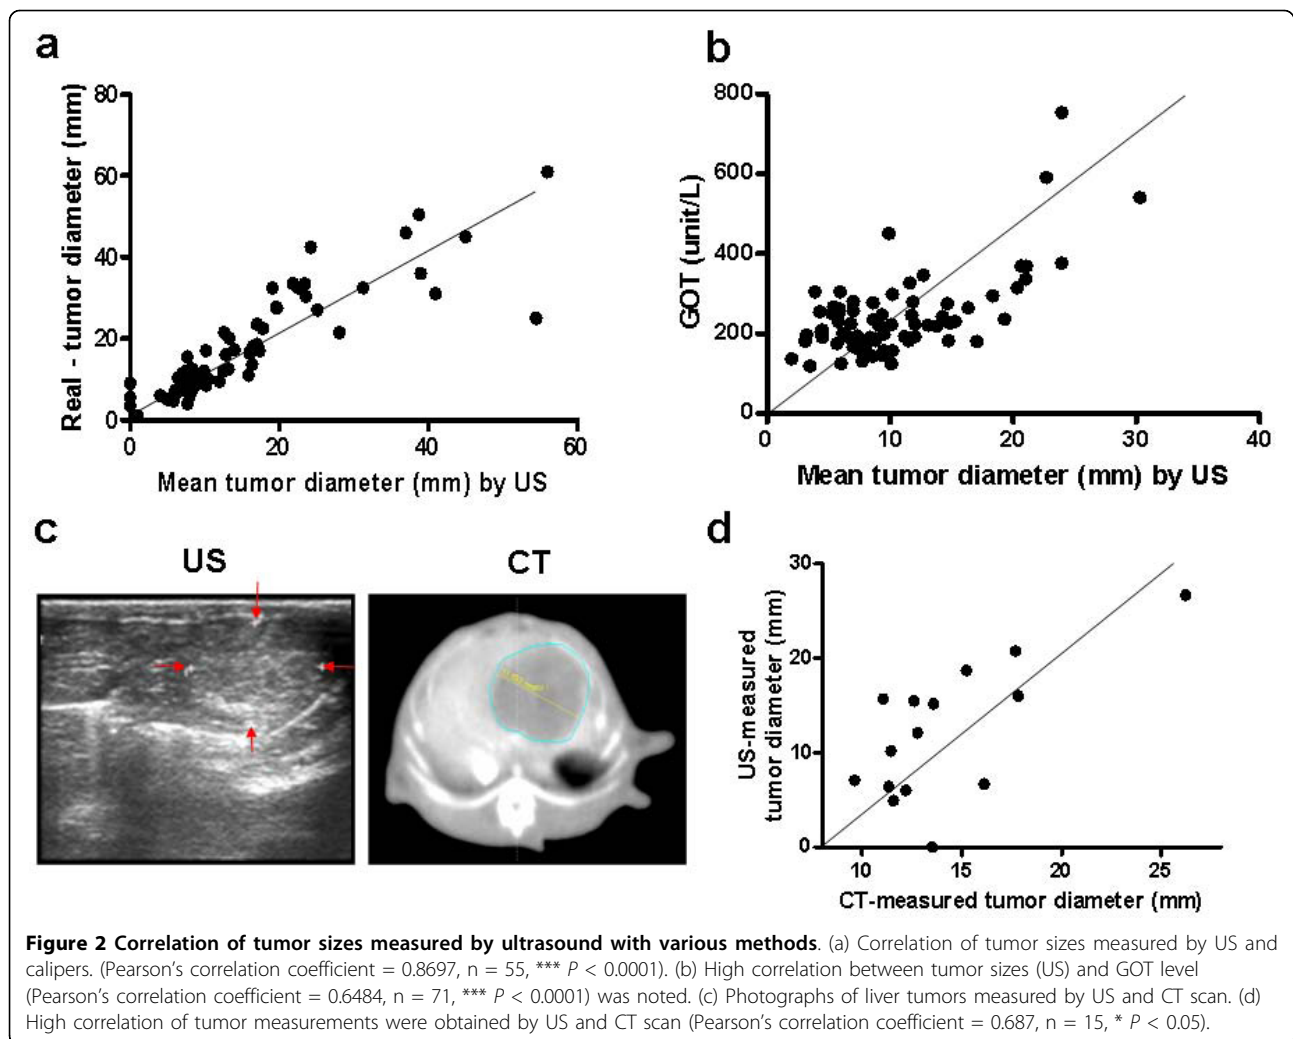 a
80
60
40
20
0
Real - tumor diameter (mm)
0 20 40 60
Mean tumor diameter (mm) by US
b
800
600
400
200
0
GOT (unit/L)
0 10 20 30 40
Mean tumor diameter (mm) by US
c
US
CT
d
30
20
10
0
US-measured
tumor diameter (mm)
10 15 20 25
CT-measured tumor diameter (mm)
Figure 2 Correlation of tumor sizes measured by ultrasound with various methods. (a) Correlation of tumor sizes measured by US and
calipers. (Pearson's correlation coefficient = 0.8697, n = 55, *** P < 0.0001). (b) High correlation between tumor sizes (US) and GOT level
(Pearson's correlation coefficient = 0.6484, n = 71, *** P < 0.0001) was noted. (c) Photographs of liver tumors measured by US and CT scan. (d)
High correlation of tumor measurements were obtained by US and CT scan (Pearson's correlation coefficient = 0.687, n = 15, * P < 0.05).